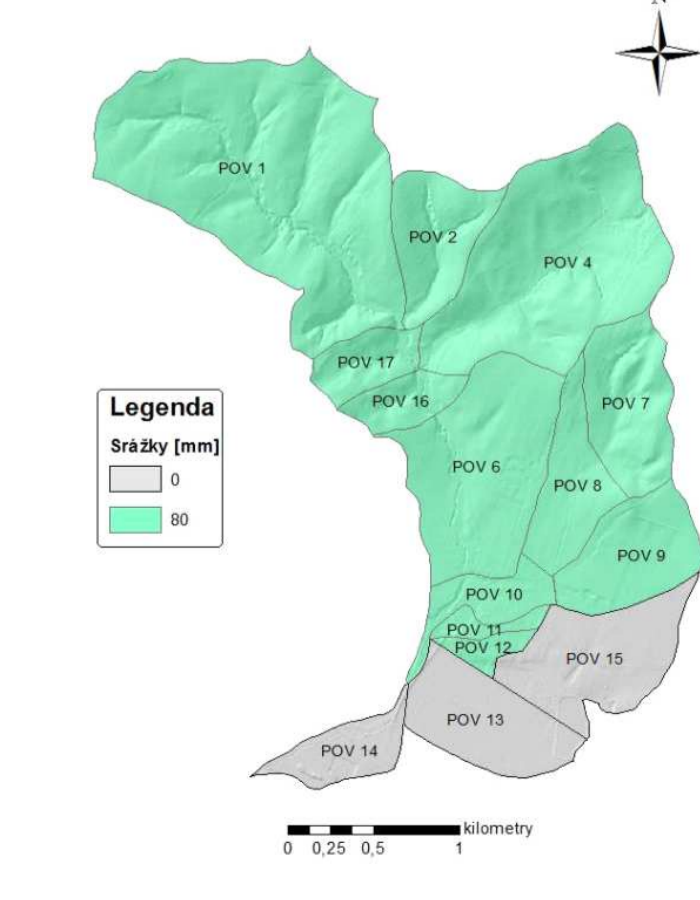 N
POV 1
POV 2
POV 4
POV 17
POV 16
POV 7
POV 6
POV 8
POV 9
POV 10
POV 11
POV 12
POV 15
POV 13
POV 14
Legenda
Srážky [mm]
0
80
kilometry
0 0,25 0,5 1